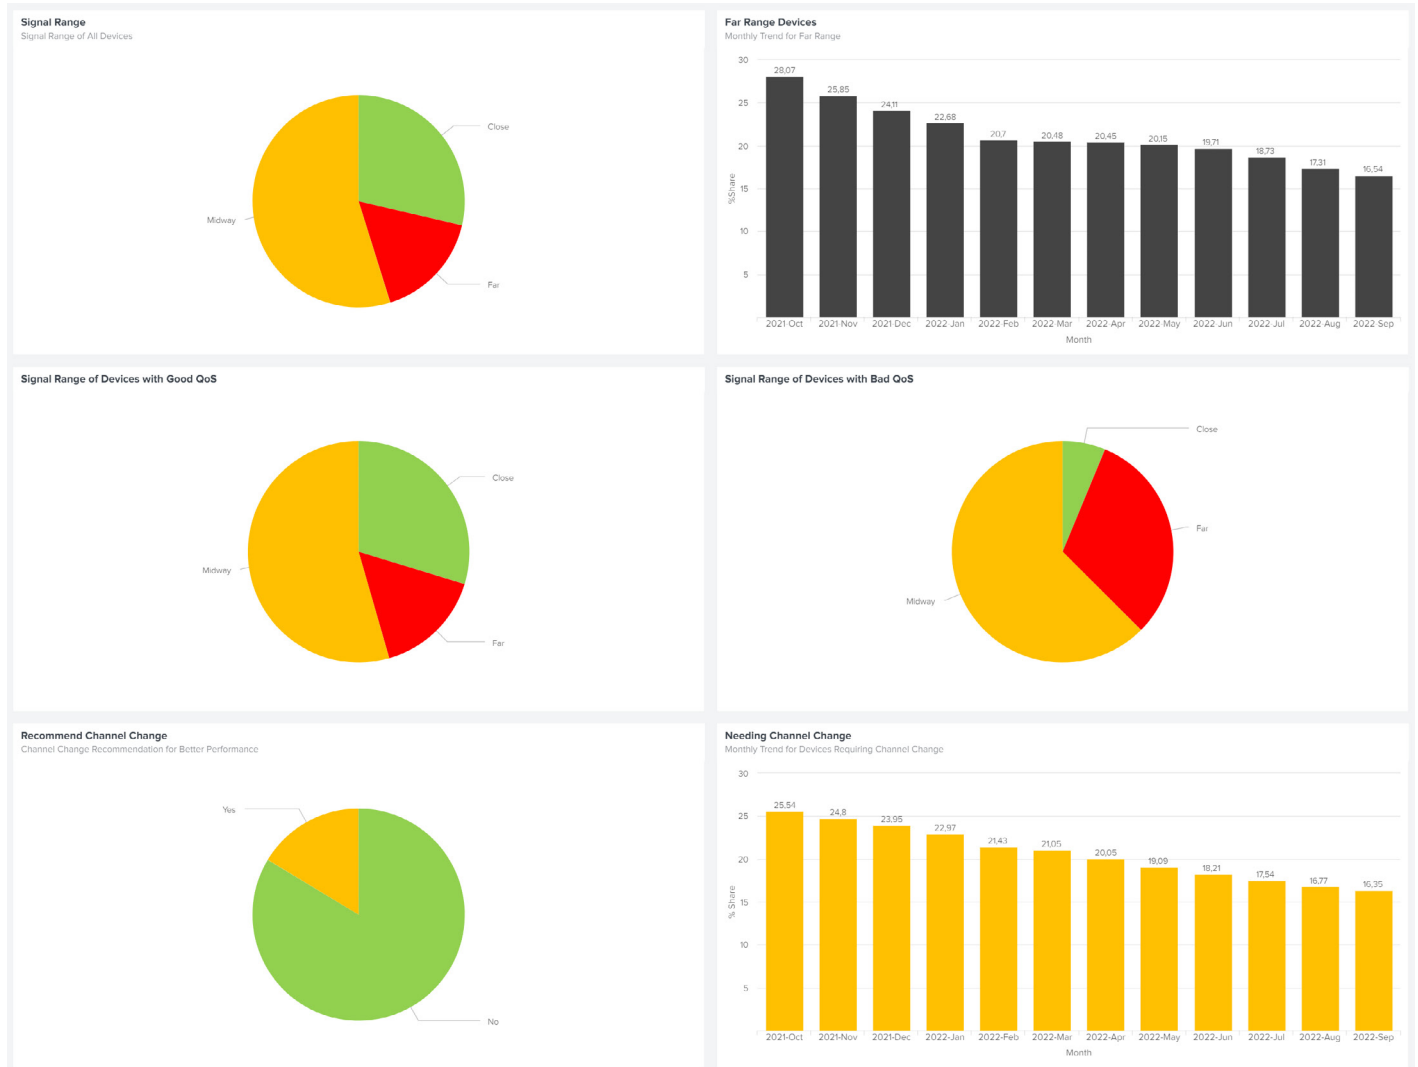 Signal Range
Signal Range of All Devices
Close
Midway
Far
Far Range Devices
Monthly Trend for Far Range
30
25
20
15
10
5
%Share
28,07
25,85
24,11
22,68
20,7
20,48
20,45
20,15
19,71
18,73
17,31
16,54
2021-Oct 2021-Nov 2021-Dec 2022-Jan 2022-Feb 2022-Mar 2022-Apr 2022-May 2022-Jun 2022-Jul 2022-Aug 2022-Sep
Month
Signal Range of Devices with Good QoS
Close
Midway
Far
Signal Range of Devices with Bad QoS
Close
Far
Midway
Recommend Channel Change
Channel Change Recommendation for Better Performance
Yes
No
Needing Channel Change
Monthly Trend for Devices Requiring Channel Change
30
25
20
15
10
5
% Share
25,54
24,8
23,95
22,97
21,43
21,05
20,05
19,09
18,21
17,54
16,77
16,35
2021-Oct 2021-Nov 2021-Dec 2022-Jan 2022-Feb 2022-Mar 2022-Apr 2022-May 2022-Jun 2022-Jul 2022-Aug 2022-Sep
Month